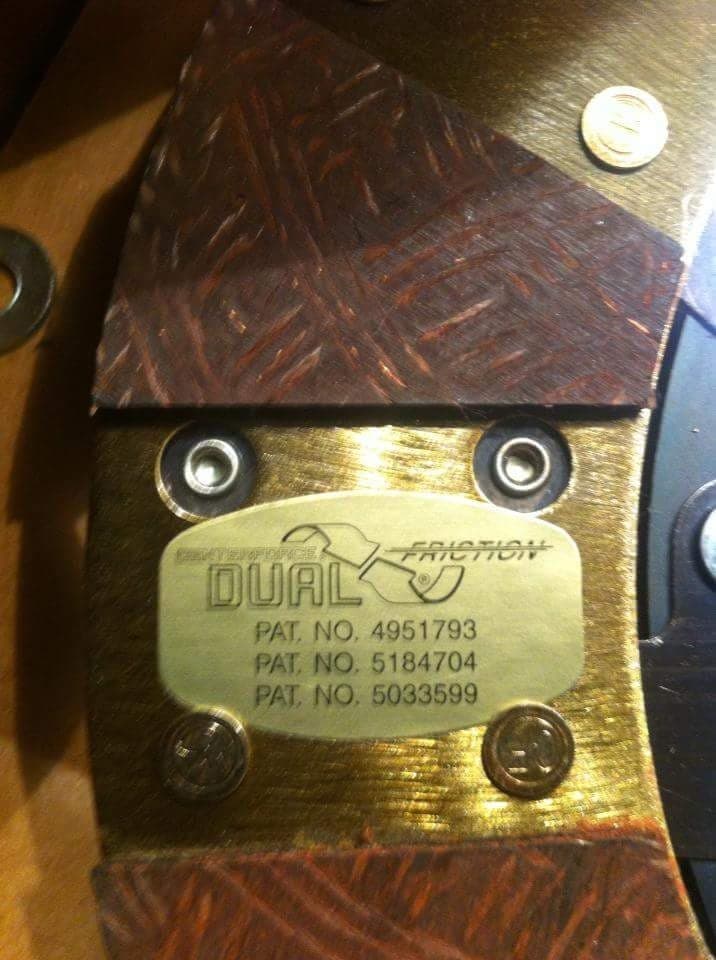 CENTERFORCE
DUAL FRICTION
®
PAT. NO. 4951793
PAT. NO. 5184704
PAT. NO. 5033599